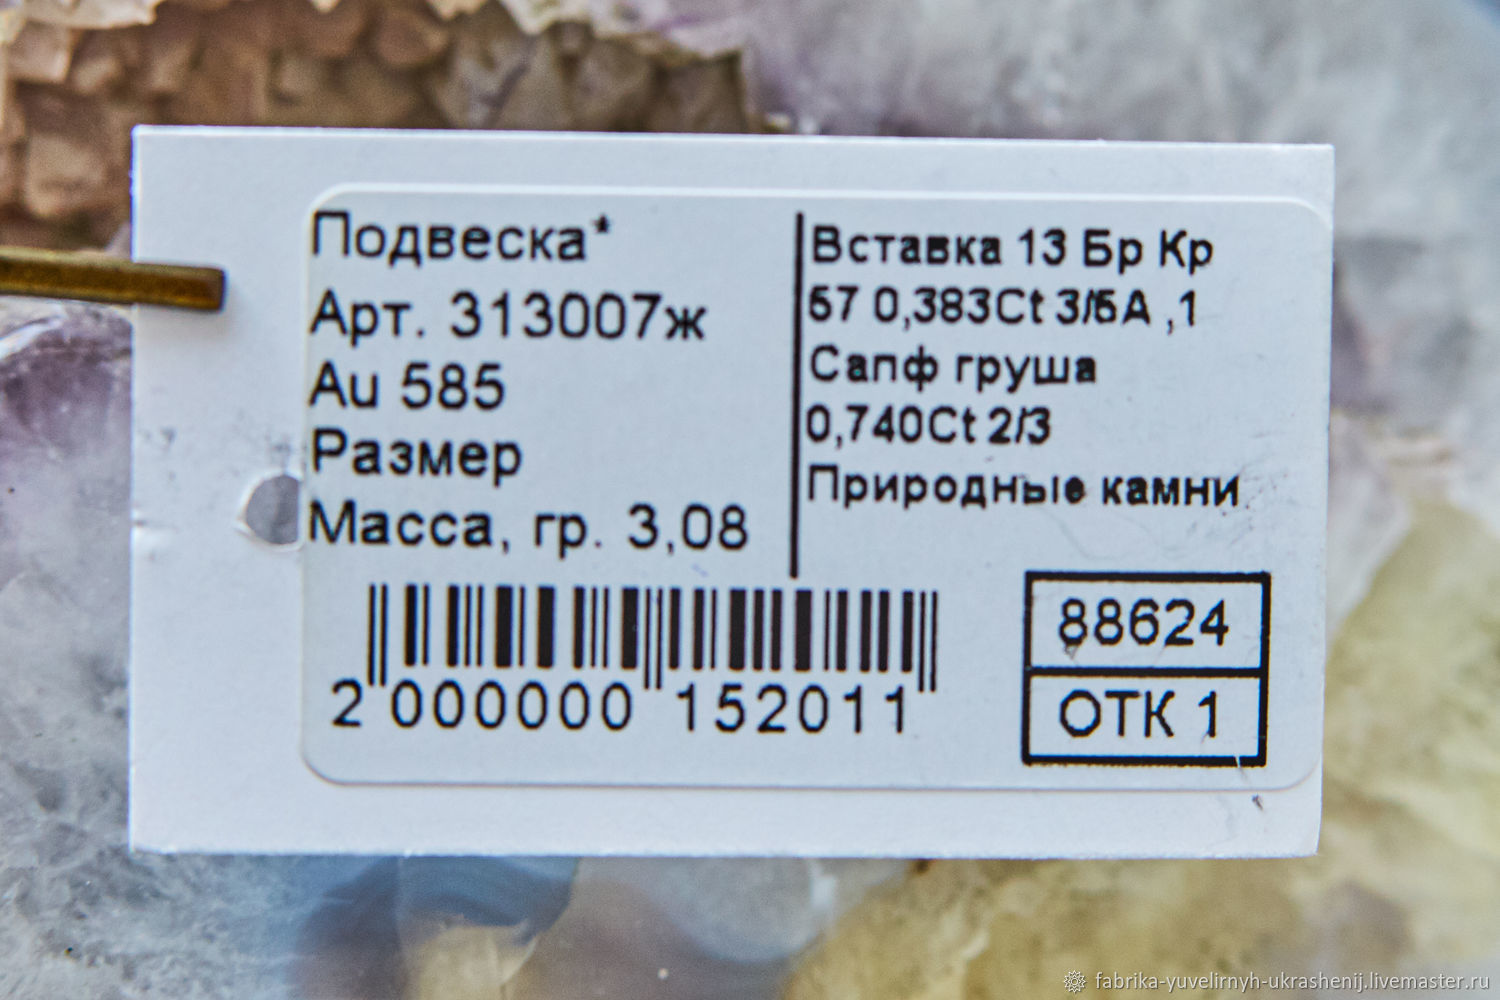 Подвеска*
Арт. 313007ж
Au 585
Размер
Масса, гр. 3,08
Вставка 13 Бр Кр
57 0,383Ct 3/5А ,1
Сапф груша
0,740Ct 2/3
Природные камни
2 000000 152011
88624
ОТК 1
fabrika-yuvelirnyh-ukrashenij.livemaster.ru